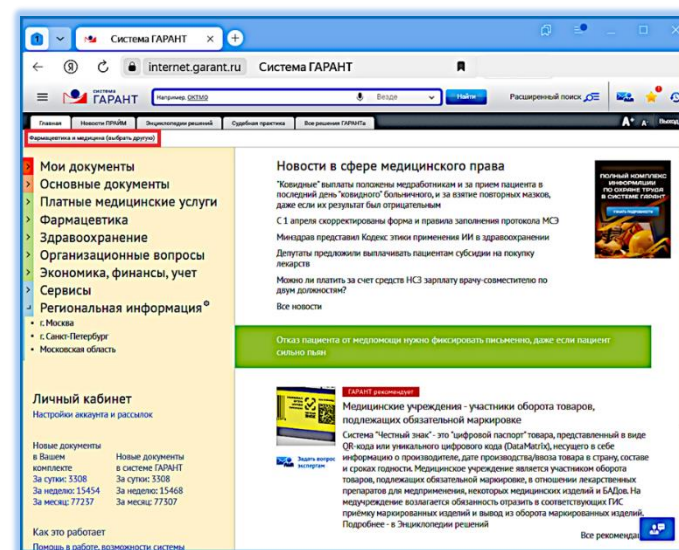 1
Система ГАРАНТ
internet.garant.ru Система ГАРАНТ
СИСТЕМА
ГАРАНТ
Например, ОКТМО
Везде
Найти
Расширенный поиск
Главная Новости ПРАЙМ Энциклопедия решений Судебная практика Все решения ГАРАНТа
А+ А- Выход
Фармацевтика и медицина (выбрать другую)
Мои документы
Основные документы
Платные медицинские услуги
Фармацевтика
Здравоохранение
Организационные вопросы
Экономика, финансы, учет
Сервисы
Региональная информация
• г. Москва
• г. Санкт-Петербург
• Московская область
Личный кабинет
Настройки аккаунта и рассылок
Новые документы
в Вашем
комплекте
За сутки: 3308
За неделю: 15454
За месяц: 77237
Новые документы
в системе ГАРАНТ
За сутки: 3308
За неделю: 15468
За месяц: 77307
Как это работает
Помощь в работе, возможности системы
Новости в сфере медицинского права
"Ковидные" выплаты положены медработникам и за прием пациента в
последний день "ковидного" больничного, и за взятие повторных мазков,
даже если их результат был отрицательным
С 1 апреля скорректированы форма и правила заполнения протокола МСЭ
Минздрав представил Кодекс этики применения ИИ в здравоохранении
Депутаты предложили выплачивать пациентам субсидии на покупку
лекарств
Можно ли платить за счет средств НСЗ зарплату врачу-совместителю по
двум должностям?
Все новости
ПОЛНЫЙ КОМПЛЕКС
ИНФОРМАЦИИ
ПО ОХРАНЕ ТРУДА
В СИСТЕМЕ ГАРАНТ
УЗНАТЬ ПОДРОБНОСТИ
Отказ пациента от медпомощи нужно фиксировать письменно, даже если пациент
сильно пьян
ГАРАНТ рекомендует
Медицинские учреждения - участники оборота товаров,
подлежащих обязательной маркировке
Система "Честный знак" - это "цифровой паспорт" товара, представленный в виде
QR-кода или уникального цифрового кода (DataMatrix), несущего в себе
информацию о производителе, дате производства/ввоза товара в страну, составе
и сроках годности. Медицинское учреждение является участником оборота
товаров, подлежащих обязательной маркировке, в отношении лекарственных
препаратов для медприменения, некоторых медицинских изделий и БАДов. На
медучреждение возлагается обязанность отразить в соответствующих ГИС
приёмку маркированных изделий и вывод из оборота маркированных изделий.
Подробнее - в Энциклопедии решений
Задать вопрос
экспертам
Все рекоменда